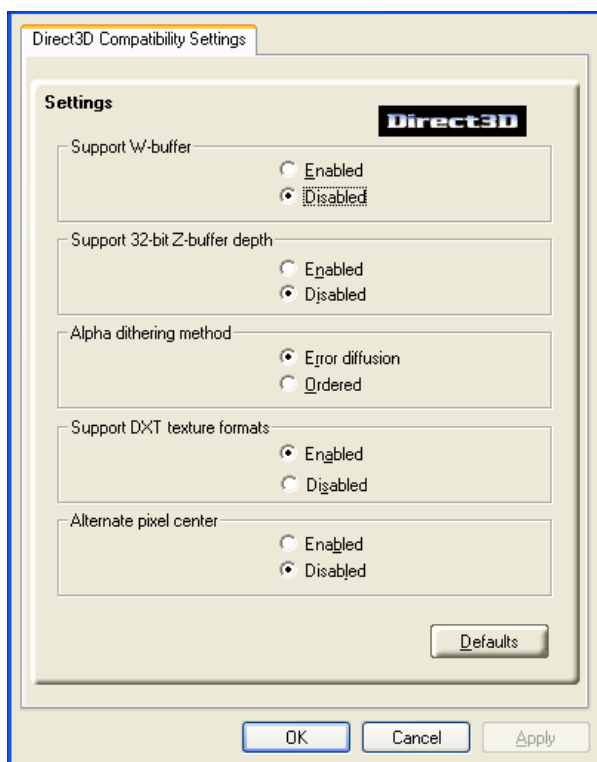 Direct3D Compatibility Settings
Settings
Direct3D
Support W-buffer
Enabled
Disabled
Support 32-bit Z-buffer depth
Enabled
Disabled
Alpha dithering method
Error diffusion
Ordered
Support DXT texture formats
Enabled
Disabled
Alternate pixel center
Enabled
Disabled
Defaults
OK
Cancel
Apply